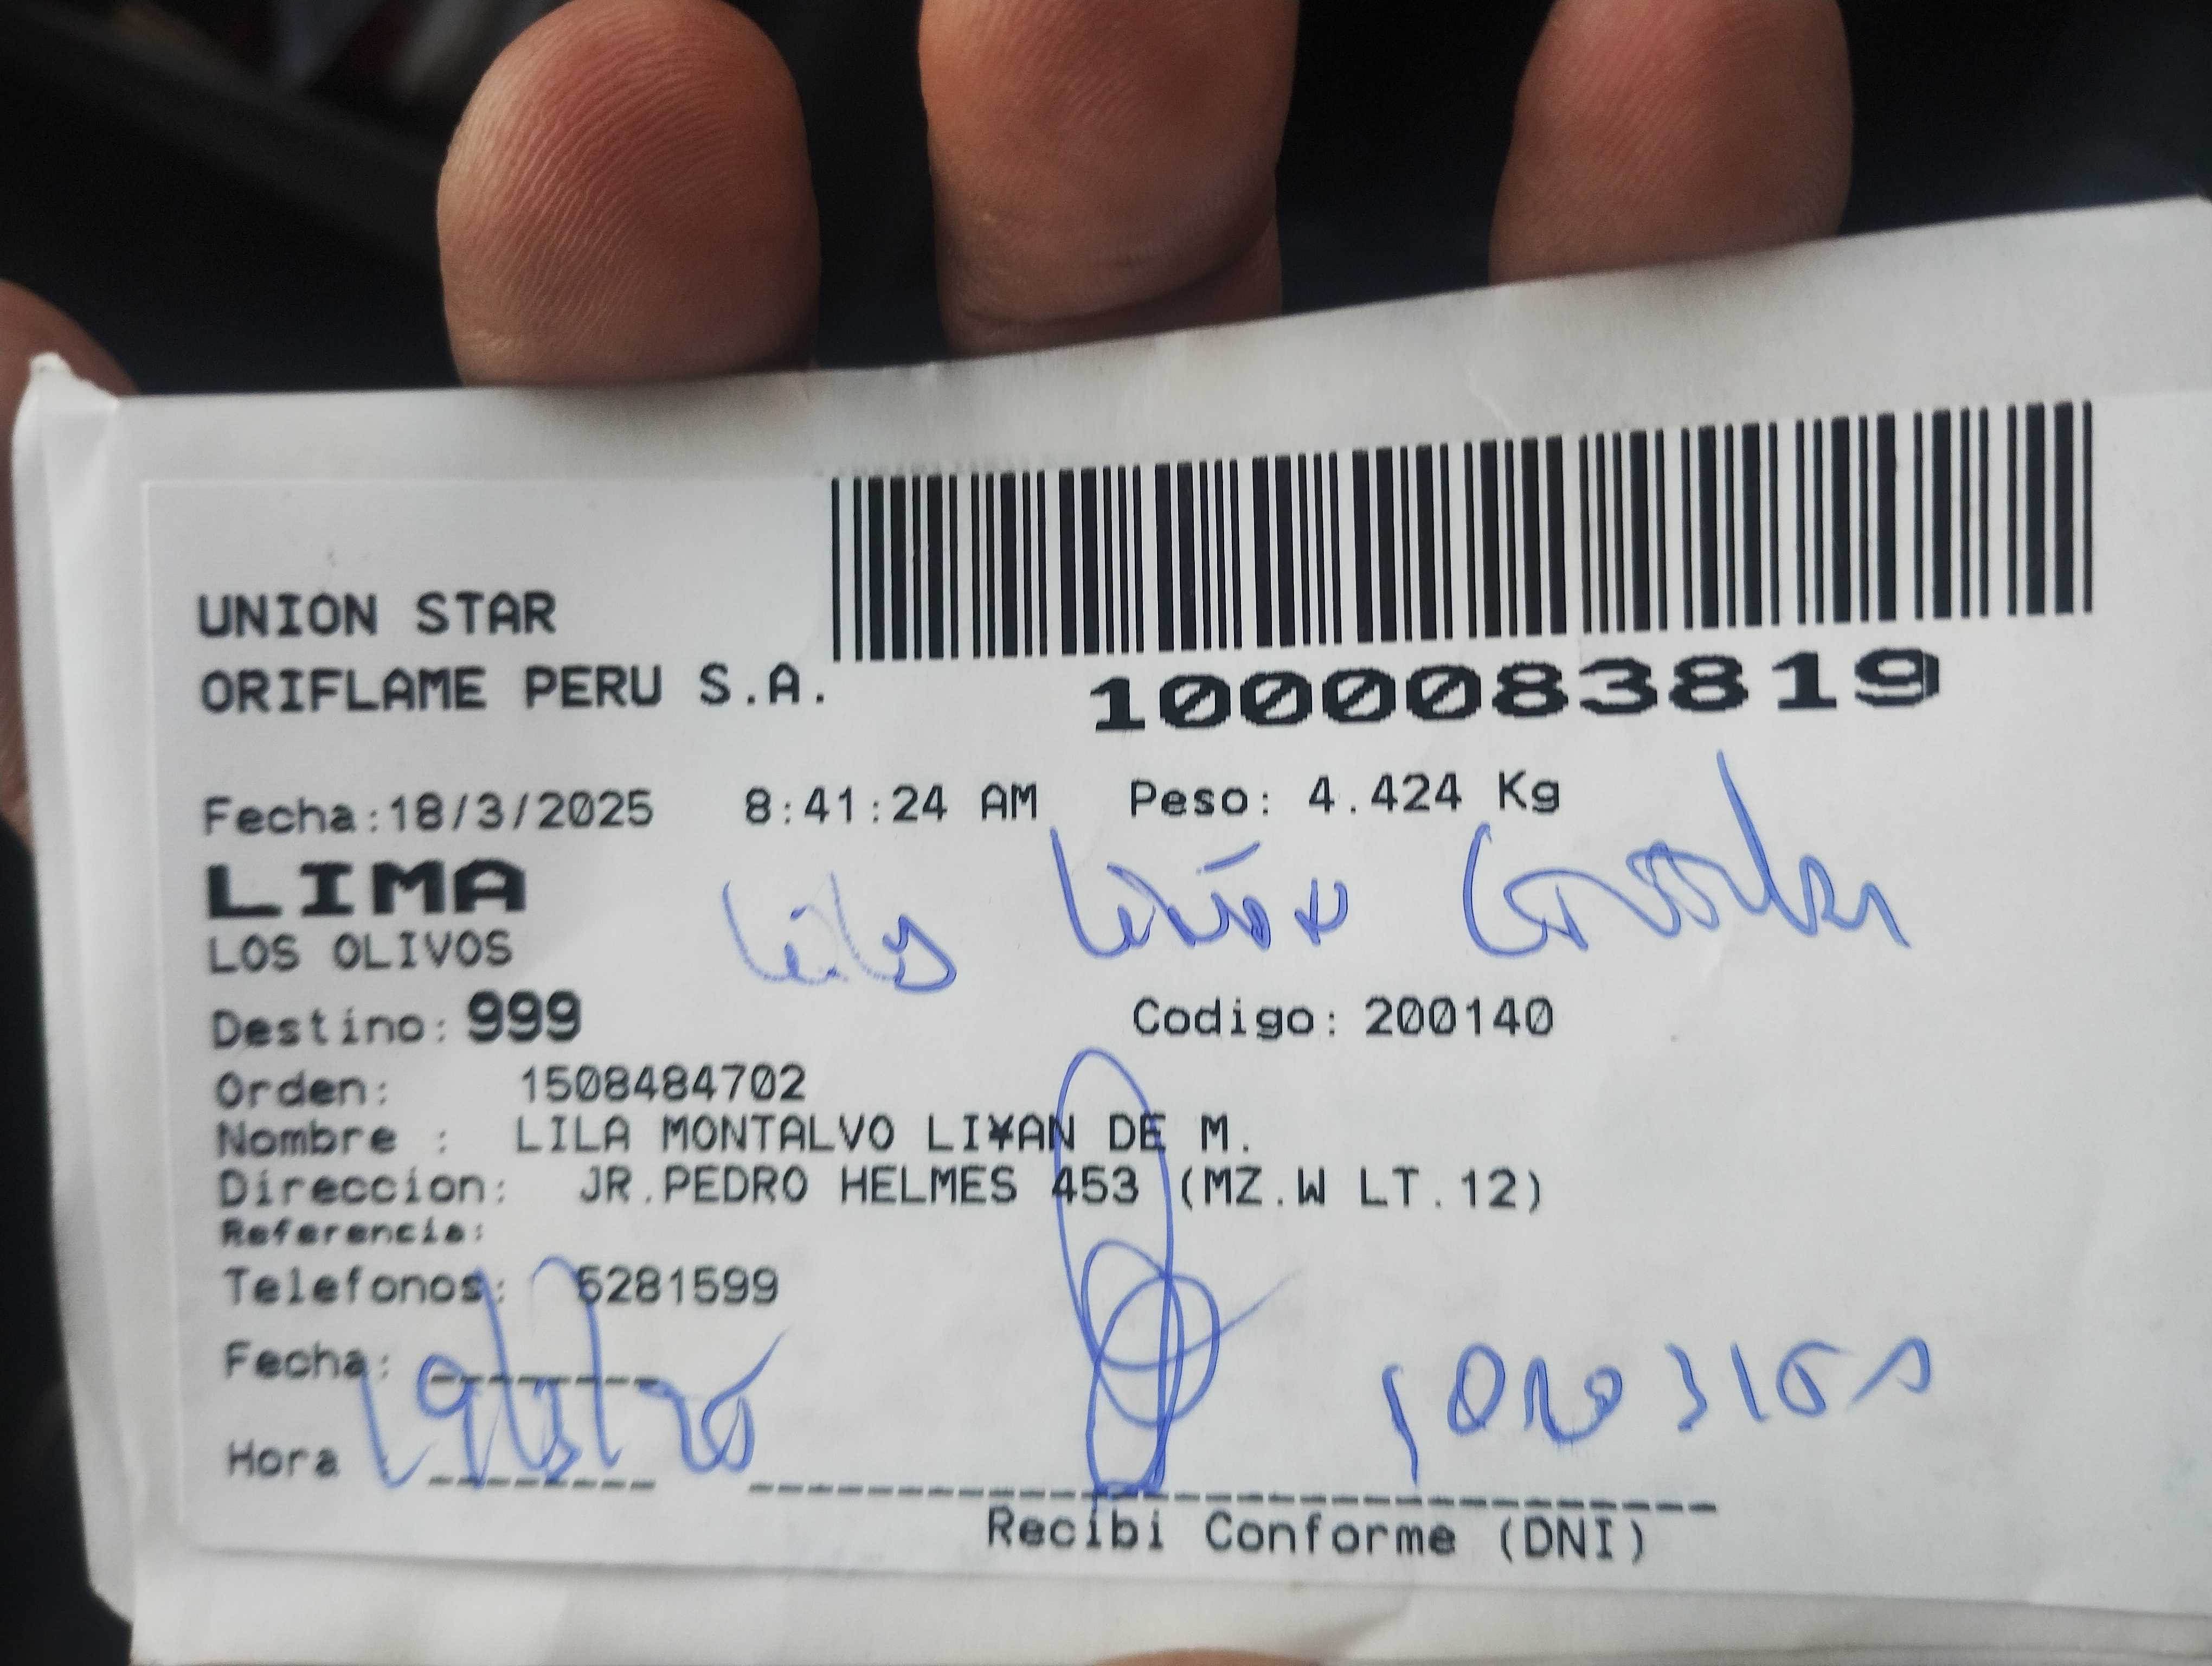 UNION STAR
ORIFLAME PERU S.A.
1000083819
Fecha:18/3/2025 8:41:24 AM Peso: 4.424 Kg
LIMA
LOS OLIVOS
Destino: 999 Codigo: 200140
Orden: 1508484702
Nombre : LILA MONTALVO LI¥AN DE M.
Direccion: JR.PEDRO HELMES 453 (MZ.W LT.12)
Referencia:
Telefonos: 5281599
Fecha:
Hora
Recibi Conforme (DNI)